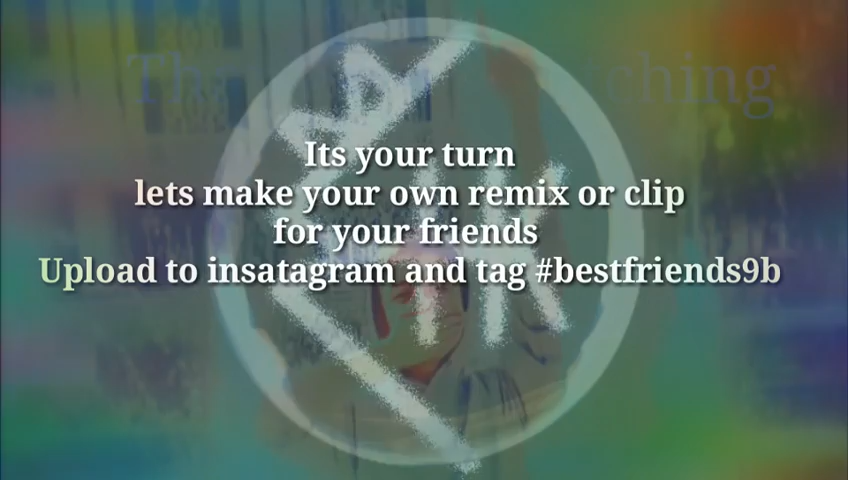 Its your turn
lets make your own remix or clip
for your friends
Upload to insatagram and tag #bestfriends9b